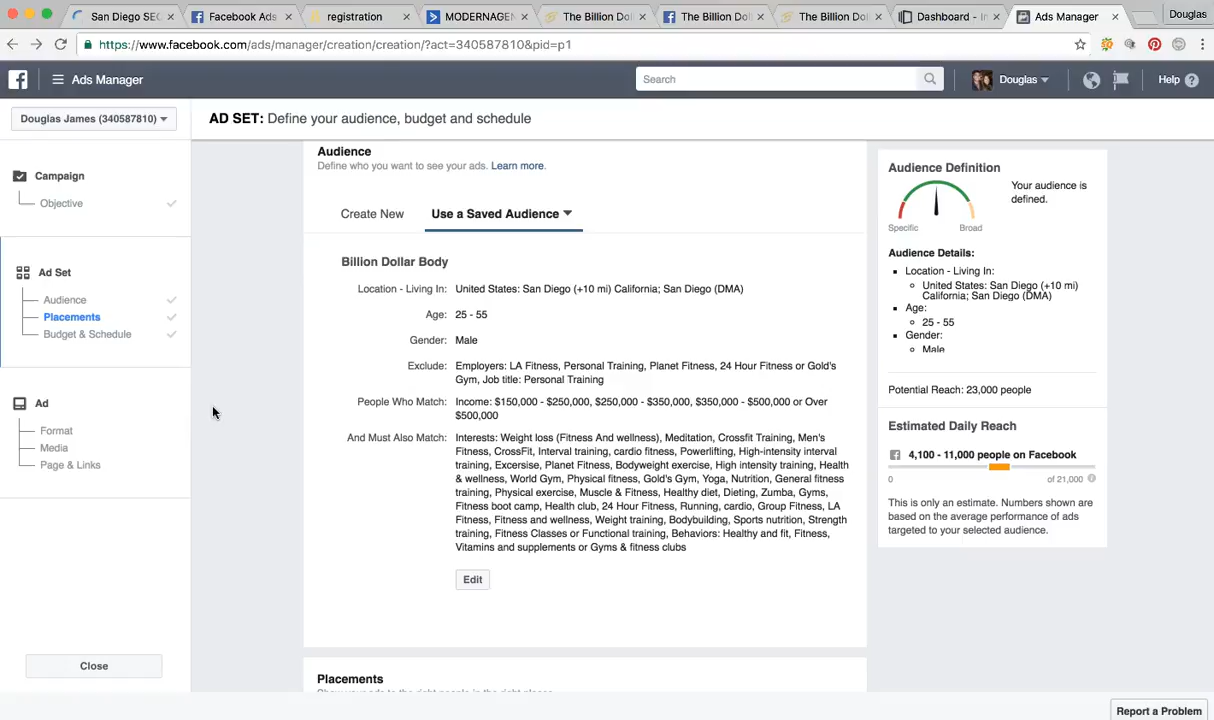 San Diego SEO
Facebook Ads
registration
MODERNAGEN
The Billion Do
The Billion Do
The Billion Do
Dashboard - In
Ads Manager
Douglas
https://www.facebook.com/ads/manager/creation/creation/?act=340587810&pid=p1
Ads Manager
Search
Douglas
Help
Douglas James (340587810)
AD SET: Define your audience, budget and schedule
Campaign
Objective
Ad Set
Audience
Placements
Budget & Schedule
Ad
Format
Media
Page & Links
Close
Audience
Define who you want to see your ads. Learn more.
Create New
Use a Saved Audience
Billion Dollar Body
Location - Living In: United States: San Diego (+10 mi) California; San Diego (DMA)
Age: 25 - 55
Gender: Male
Exclude: Employers: LA Fitness, Personal Training, Planet Fitness, 24 Hour Fitness or Gold's
Gym, Job title: Personal Training
People Who Match: Income: $150,000 - $250,000, $250,000 - $350,000, $350,000 - $500,000 or Over
$500,000
And Must Also Match: Interests: Weight loss (Fitness And wellness), Meditation, Crossfit Training, Men's
Fitness, CrossFit, Interval training, cardio fitness, Powerlifting, High-intensity interval
training, Excersise, Planet Fitness, Bodyweight exercise, High intensity training, Health
& wellness, World Gym, Physical fitness, Gold's Gym, Yoga, Nutrition, General fitness
training, Physical exercise, Muscle & Fitness, Healthy diet, Dieting, Zumba, Gyms,
Fitness boot camp, Health club, 24 Hour Fitness, Running, cardio, Group Fitness, LA
Fitness, Fitness and wellness, Weight training, Bodybuilding, Sports nutrition, Strength
training, Fitness Classes or Functional training, Behaviors: Healthy and fit, Fitness,
Vitamins and supplements or Gyms & fitness clubs
Edit
Placements
Show your ads to the right people in the right places.
Audience Definition
Your audience is
defined.
Specific
Broad
Audience Details:
Location - Living In:
United States: San Diego (+10 mi)
California; San Diego (DMA)
Age:
25 - 55
Gender:
Male
Potential Reach: 23,000 people
Estimated Daily Reach
4,100 - 11,000 people on Facebook
0
of 21,000
This is only an estimate. Numbers shown are
based on the average performance of ads
targeted to your selected audience.
Report a Problem